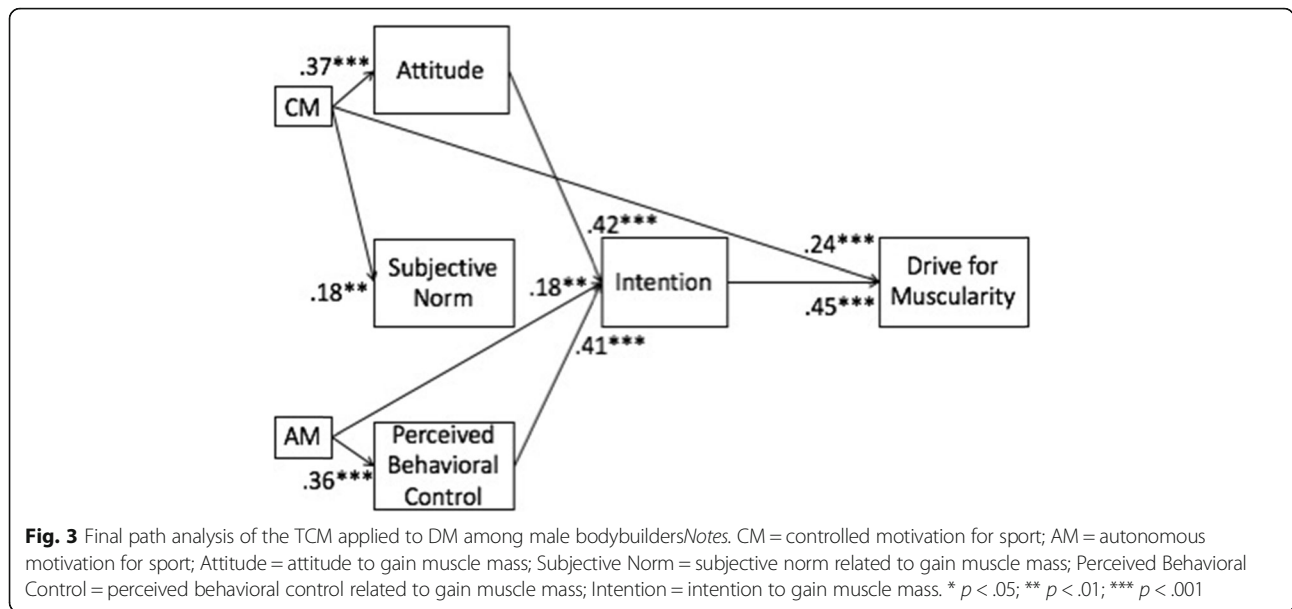 .37***
Attitude
CM
.42***
.24***
.18**
Subjective
Norm
.18**
Intention
Drive for
Muscularity
.45***
.41***
AM
.36***
Perceived
Behavioral
Control
Fig. 3 Final path analysis of the TCM applied to DM among male bodybuildersNotes. CM = controlled motivation for sport; AM = autonomous
motivation for sport; Attitude = attitude to gain muscle mass; Subjective Norm = subjective norm related to gain muscle mass; Perceived Behavioral
Control = perceived behavioral control related to gain muscle mass; Intention = intention to gain muscle mass. * p < .05; ** p < .01; *** p < .001